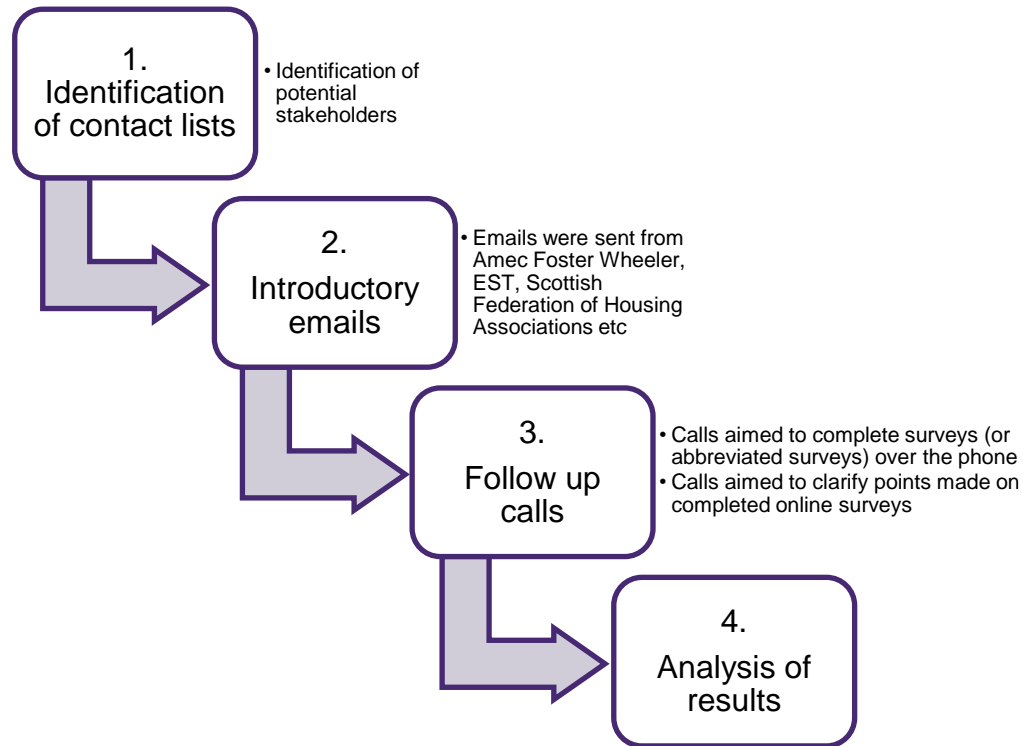 1.
Identification
of contact lists
• Identification of
potential
stakeholders
2.
Introductory
emails
• Emails were sent from
Amec Foster Wheeler,
EST, Scottish
Federation of Housing
Associations etc
3.
Follow up
calls
• Calls aimed to complete surveys (or
abbreviated surveys) over the phone
• Calls aimed to clarify points made on
completed online surveys
4.
Analysis of
results